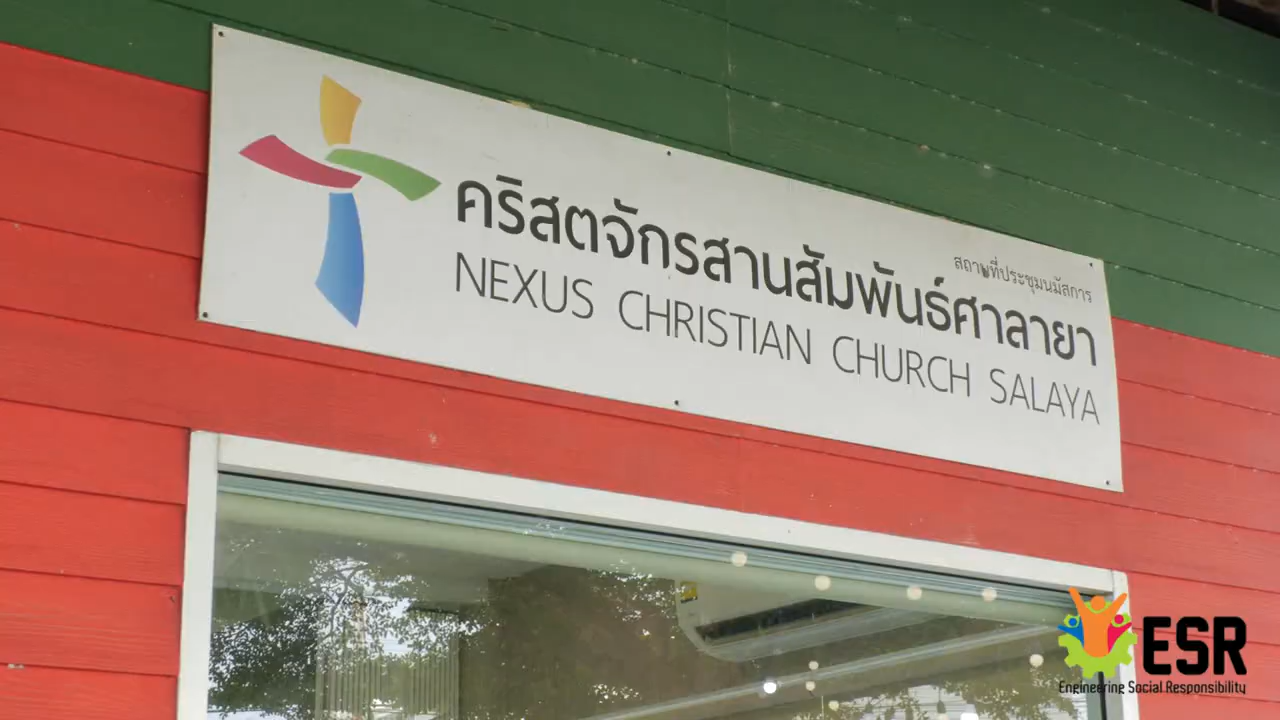 สถานที่ประชุมนมัสการ
คริสตจักรสานสัมพันธ์ศาลายา
NEXUS CHRISTIAN CHURCH SALAYA
ESR
Engineering Social Responsibility